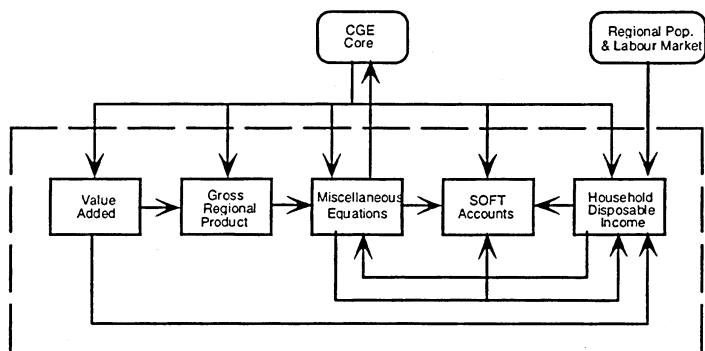 CGE
Core
Regional Pop.
& Labour Market
Value
Added
Gross
Regional
Product
Miscellaneous
Equations
SOFT
Accounts
Household
Disposable
Income